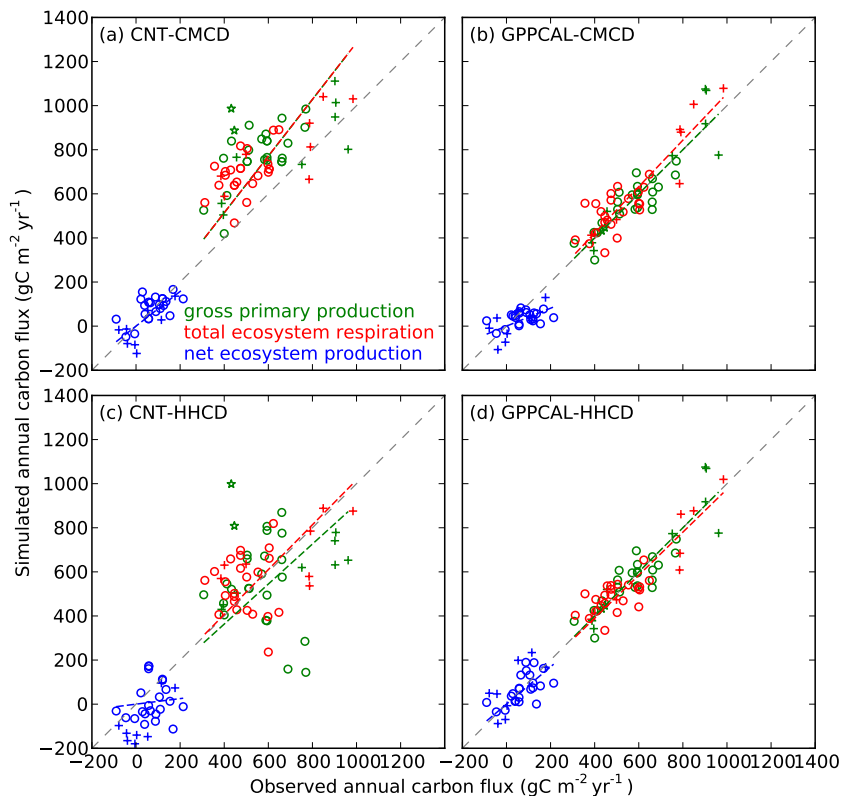 1400
1200
1000
800
600
400
200
0
−200
(a) CNT-CMCD
gross primary production
total ecosystem respiration
net ecosystem production
(b) GPPCAL-CMCD
Simulated annual carbon flux (gC m⁻² yr⁻¹)
1400
1200
1000
800
600
400
200
0
−200
(c) CNT-HHCD
(d) GPPCAL-HHCD
−200 0 200 400 600 800 1000 1200 1400
−200 0 200 400 600 800 1000 1200 1400
Observed annual carbon flux (gC m⁻² yr⁻¹)